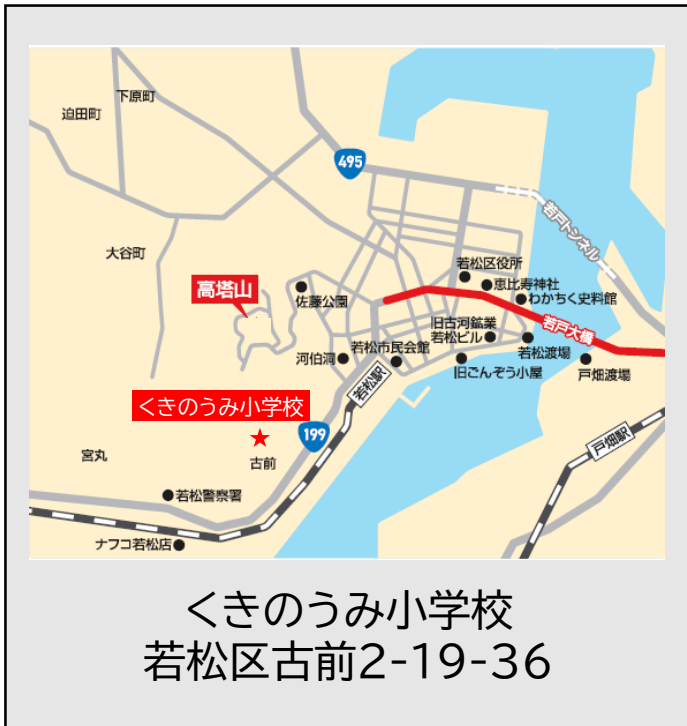 下原町
迫田町
495
大谷町
若戸トンネル
若松区役所
恵比寿神社
高塔山
佐藤公園
わかちく史料館
旧古河鉱業
若松ビル
若戸大橋
若松市民会館
河伯洞
若松渡場
旧ごんぞう小屋
戸畑渡場
若松駅
くきのうみ小学校
199
戸畑駅
宮丸
古前
若松警察署
ナフコ若松店
くきのうみ小学校
若松区古前2-19-36